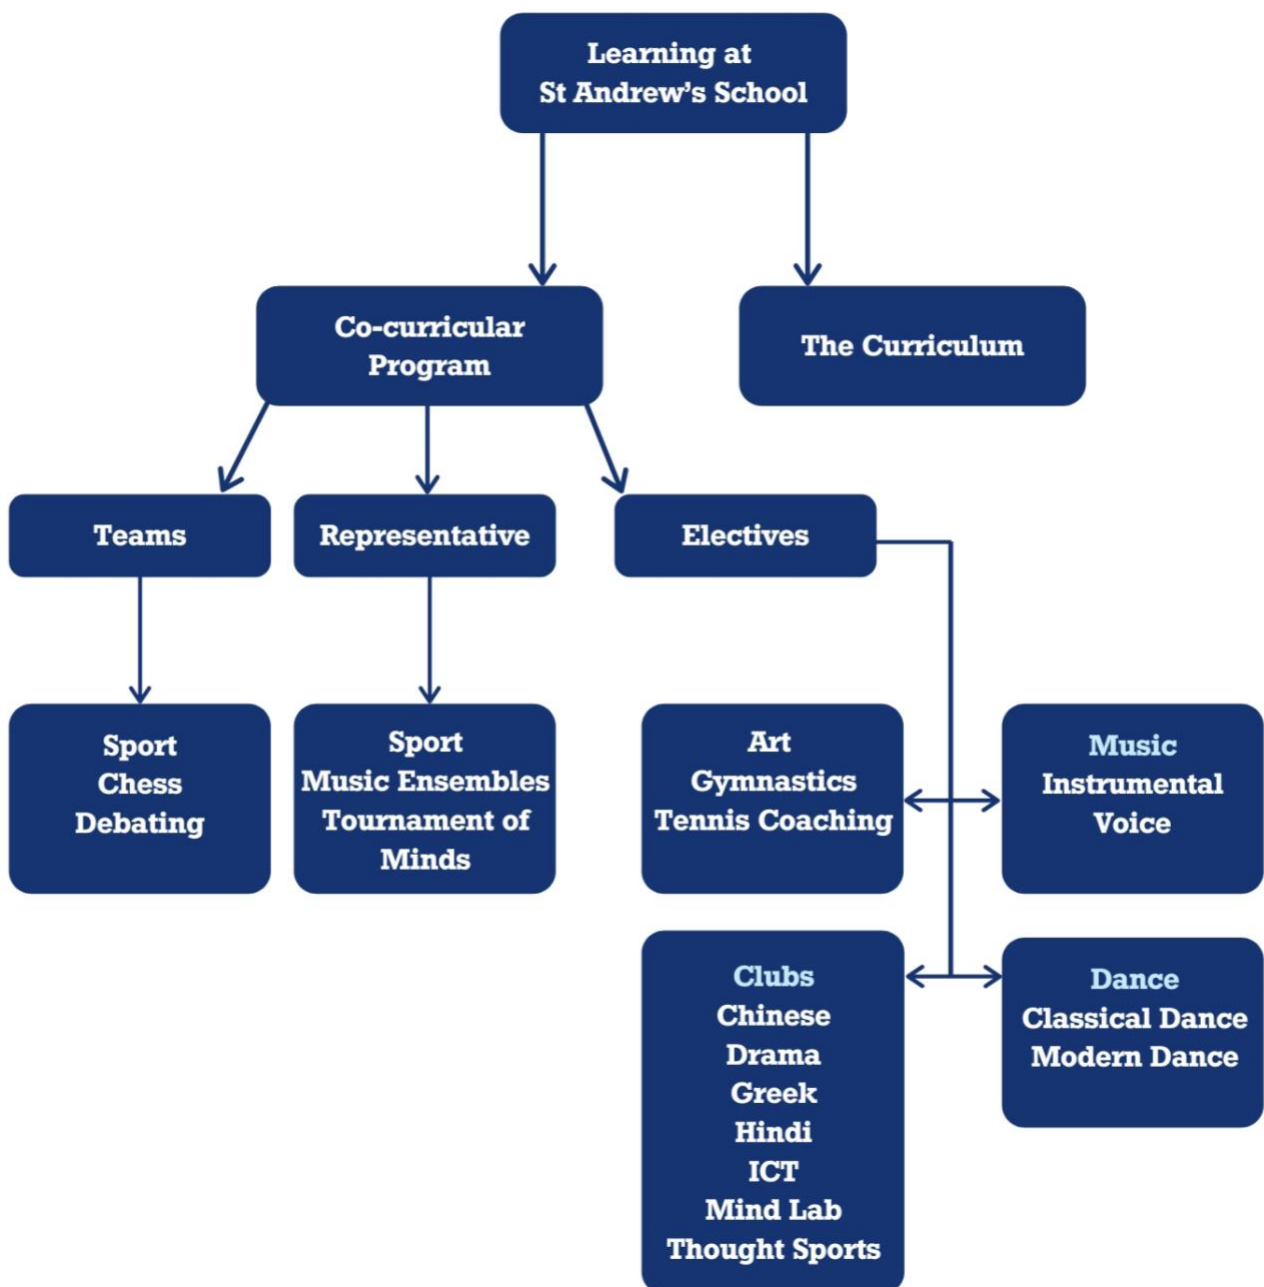 Learning at
St Andrew's School
Co-curricular
Program
The Curriculum
Teams
Representative
Electives
Sport
Chess
Debating
Sport
Music Ensembles
Tournament of
Minds
Art
Gymnastics
Tennis Coaching
Music
Instrumental
Voice
Clubs
Chinese
Drama
Greek
Hindi
ICT
Mind Lab
Thought Sports
Dance
Classical Dance
Modern Dance